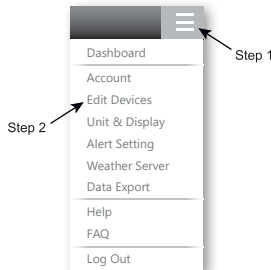 Step 1
Dashboard
Account
Edit Devices
Step 2
Unit & Display
Alert Setting
Weather Server
Data Export
Help
FAQ
Log Out